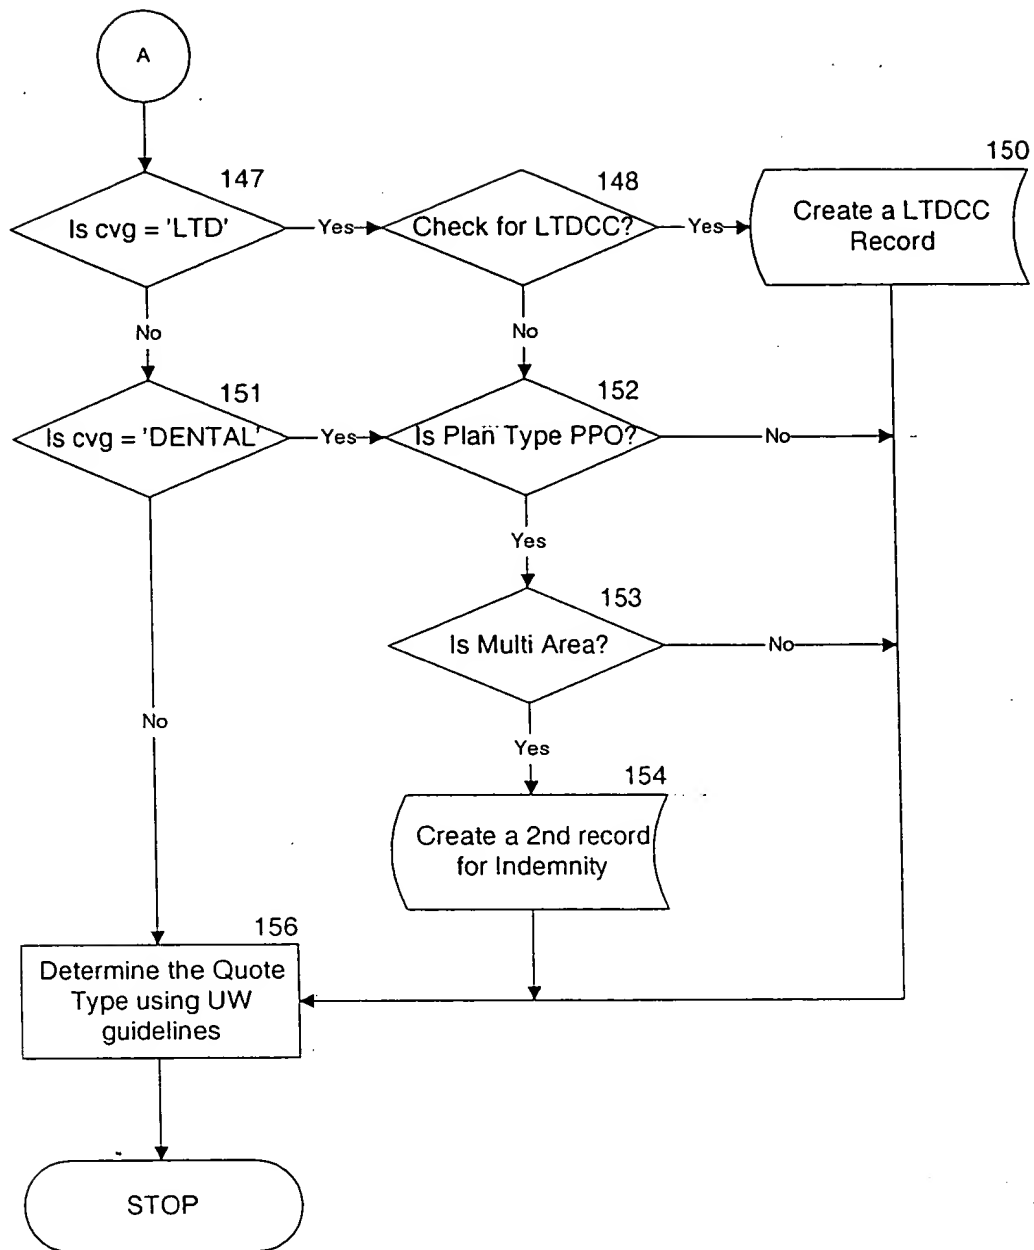 A
147
Is cvg = 'LTD'
Yes
148
Check for LTDCC?
Yes
150
Create a LTDCC
Record
No
No
151
Is cvg = 'DENTAL'
Yes
152
Is Plan Type PPO?
No
Yes
153
Is Multi Area?
No
No
Yes
154
Create a 2nd record
for Indemnity
156
Determine the Quote
Type using UW
guidelines
STOP